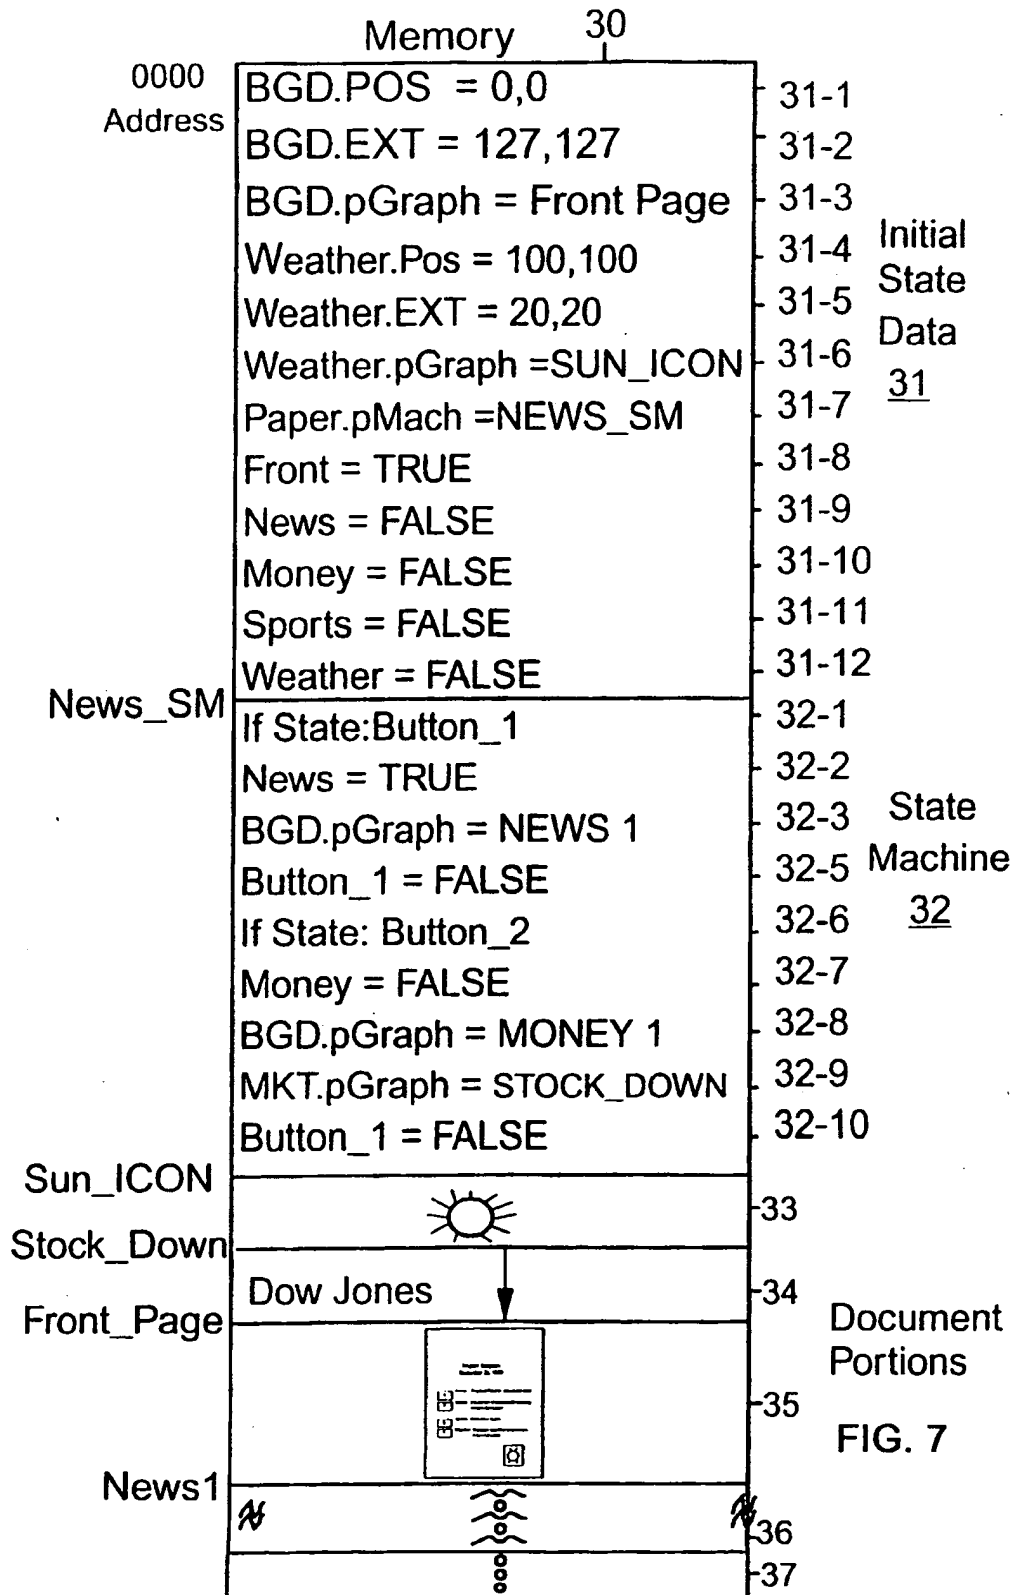 Memory 30
0000
Address
BGD.POS = 0,0 31-1
BGD.EXT = 127,127 31-2
BGD.pGraph = Front Page 31-3
Weather.Pos = 100,100 31-4
Weather.EXT = 20,20 31-5
Weather.pGraph =SUN_ICON 31-6
Paper.pMach =NEWS_SM 31-7
Front = TRUE 31-8
News = FALSE 31-9
Money = FALSE 31-10
Sports = FALSE 31-11
Weather = FALSE 31-12
Initial
State
Data
31
News_SM
If State:Button_1 32-1
News = TRUE 32-2
BGD.pGraph = NEWS 1 32-3
Button_1 = FALSE 32-5
If State: Button_2 32-6
Money = FALSE 32-7
BGD.pGraph = MONEY 1 32-8
MKT.pGraph = STOCK_DOWN 32-9
Button_1 = FALSE 32-10
State
Machine
32
Sun_ICON
33
Stock_Down
Dow Jones 34
Front_Page
35
Document
Portions
FIG. 7
News1
36
37